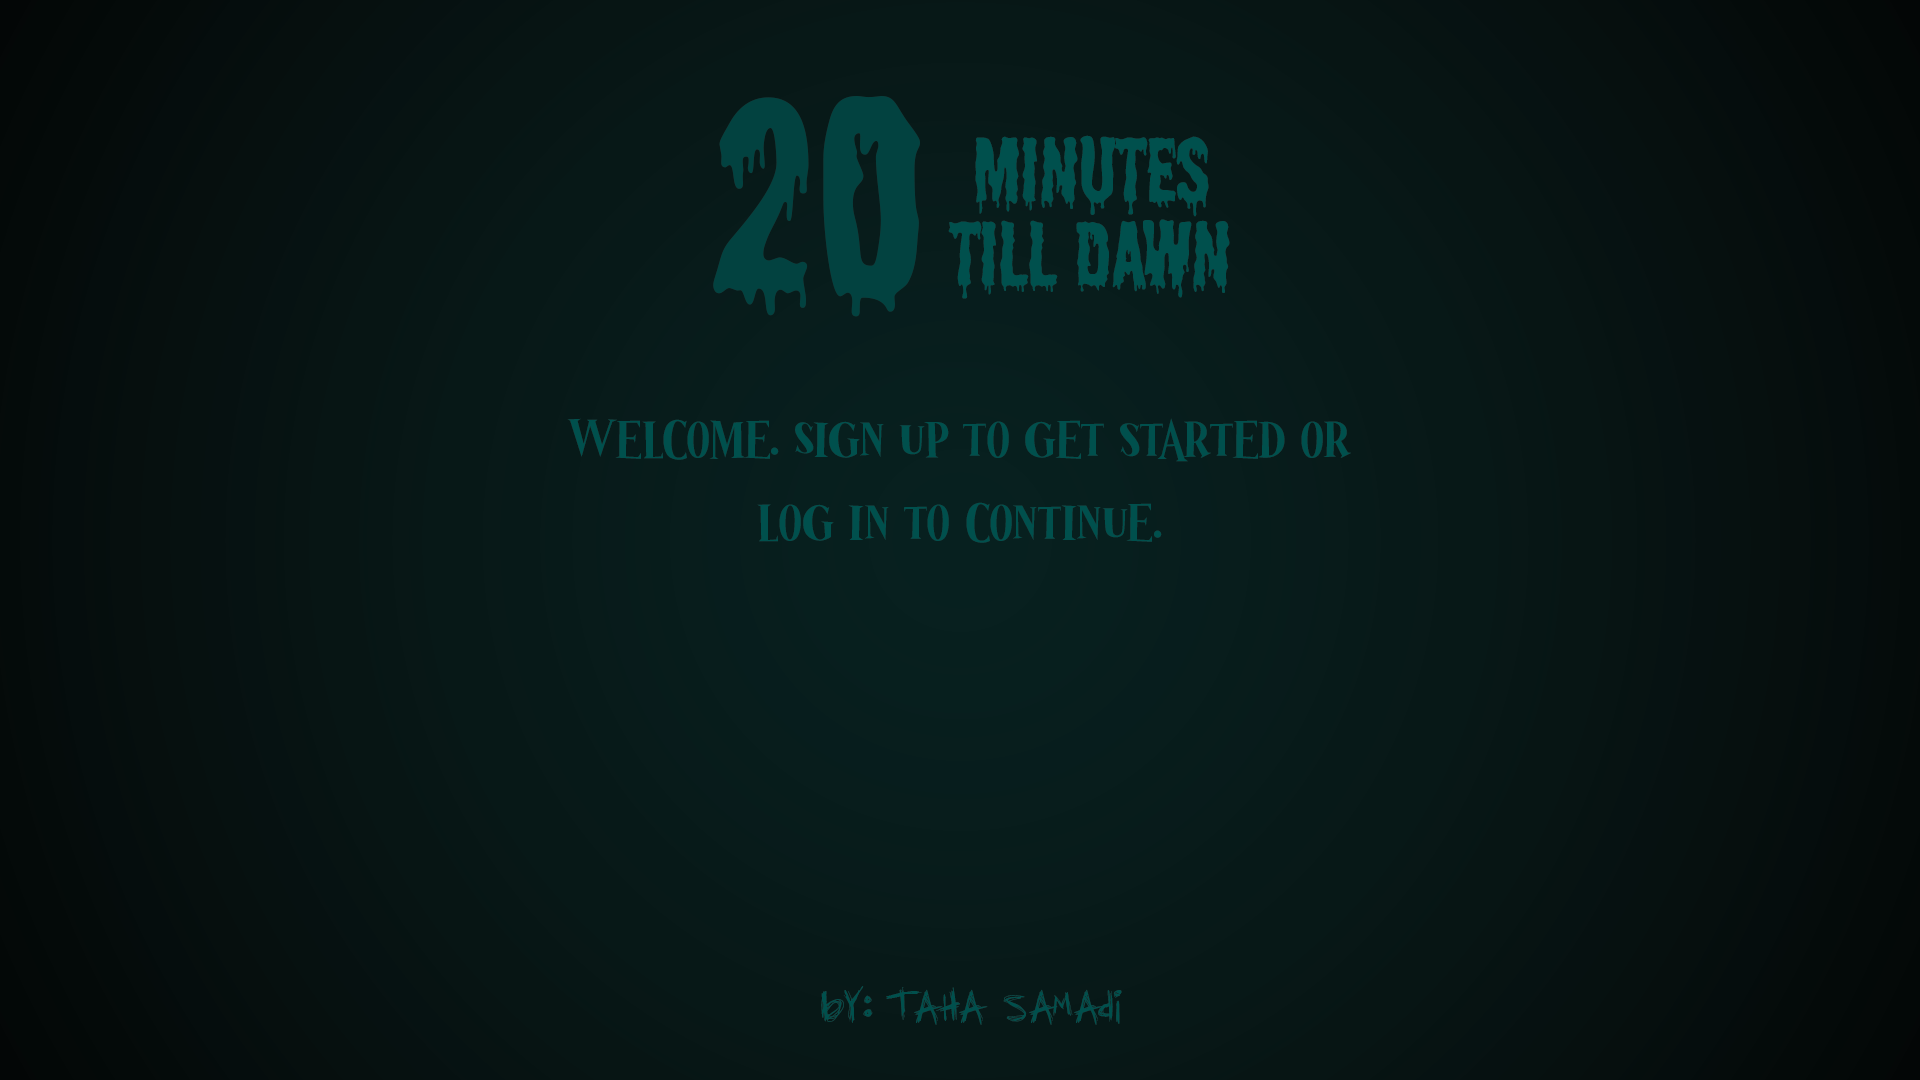 20 MINUTES
TILL DAWN
WELCOME. SIGN UP TO GET STARTED OR
LOG IN TO CONTINUE.
BY: TAHA SAMADI